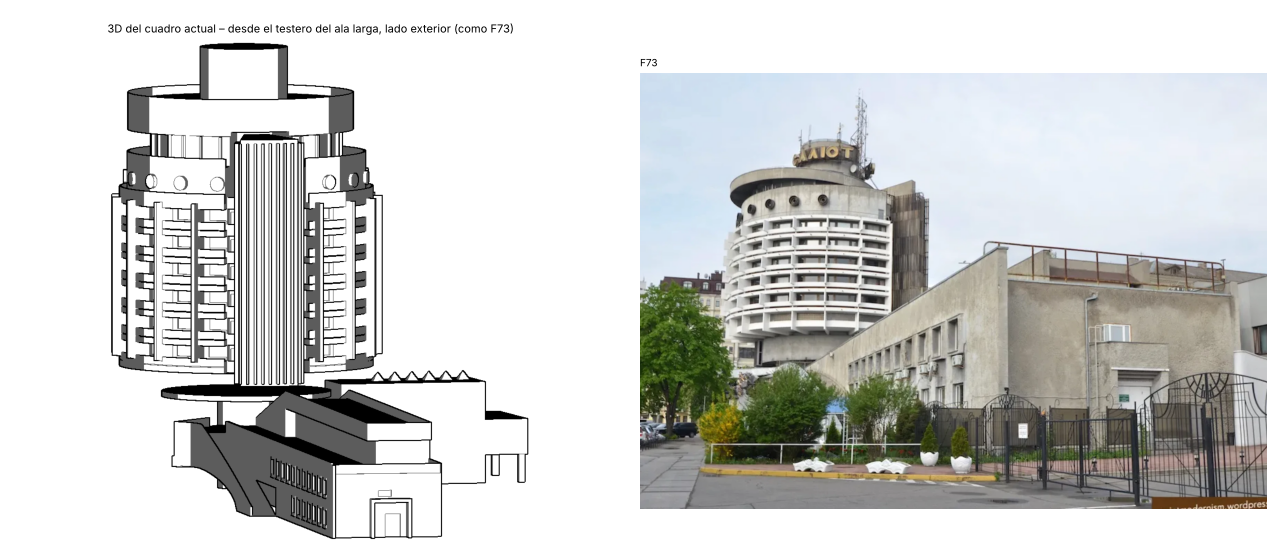 3D del cuadro actual – desde el testero del ala larga, lado exterior (como F73)
F73
САЛЮТ